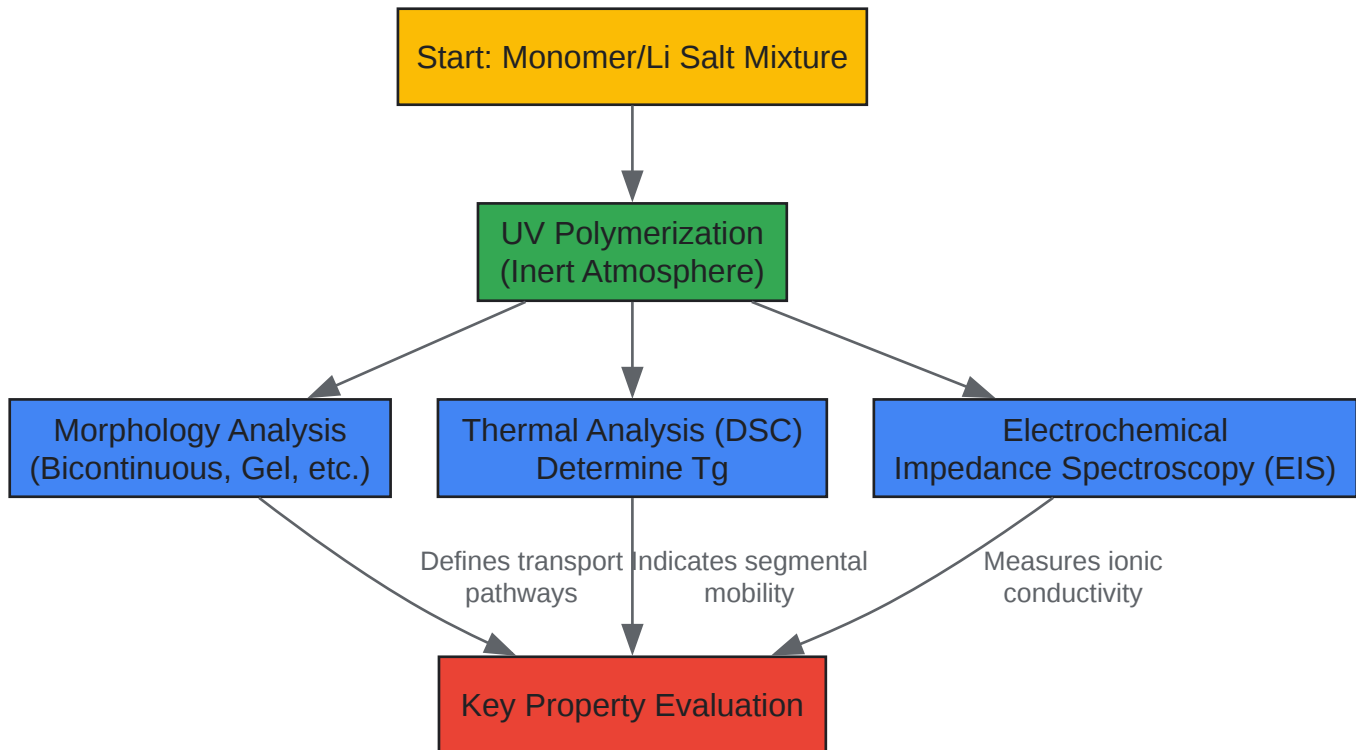 Start: Monomer/Li Salt Mixture
UV Polymerization
(Inert Atmosphere)
Morphology Analysis
(Bicontinuous, Gel, etc.)
Thermal Analysis (DSC)
Determine Tg
Electrochemical
Impedance Spectroscopy (EIS)
Defines transport
pathways
Indicates segmental
mobility
Measures ionic
conductivity
Key Property Evaluation